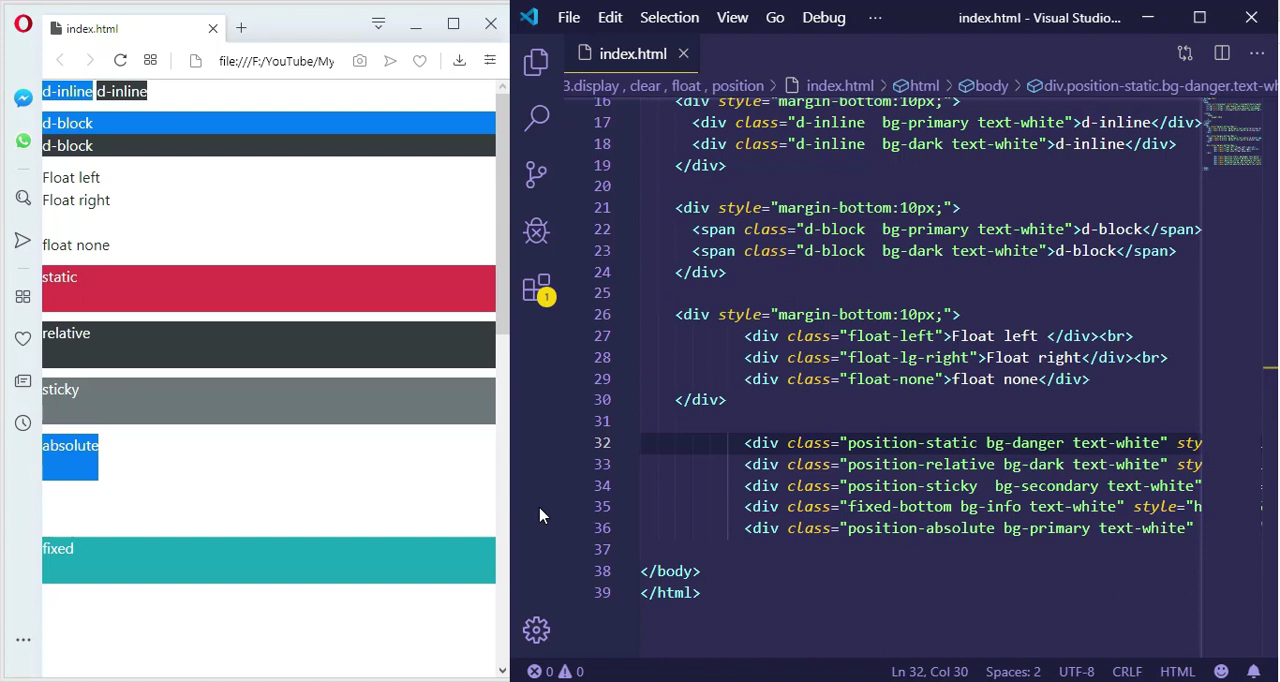 index.html
file:///F:/YouTube/My
d-inline d-inline
d-block
d-block
Float left
Float right
float none
static
relative
sticky
absolute
fixed
File Edit Selection View Go Debug ··· index.html - Visual Studio...
index.html
3.display , clear , float , position > index.html > html > body > div.position-static.bg-danger.text-wh
1
16 <div style="margin-bottom:10px;">
17 <div class="d-inline  bg-primary text-white">d-inline</div>
18 <div class="d-inline  bg-dark text-white">d-inline</div>
19 </div>
20
21 <div style="margin-bottom:10px;">
22 <span class="d-block  bg-primary text-white">d-block</span>
23 <span class="d-block  bg-dark text-white">d-block</span>
24 </div>
25
26 <div style="margin-bottom:10px;">
27 <div class="float-left">Float left </div><br>
28 <div class="float-lg-right">Float right</div><br>
29 <div class="float-none">float none</div>
30 </div>
31
32 <div class="position-static bg-danger text-white" sty
33 <div class="position-relative bg-dark text-white" sty
34 <div class="position-sticky  bg-secondary text-white"
35 <div class="fixed-bottom bg-info text-white" style="h
36 <div class="position-absolute bg-primary text-white"
37
38 </body>
39 </html>
0 0 Ln 32, Col 30 Spaces: 2 UTF-8 CRLF HTML